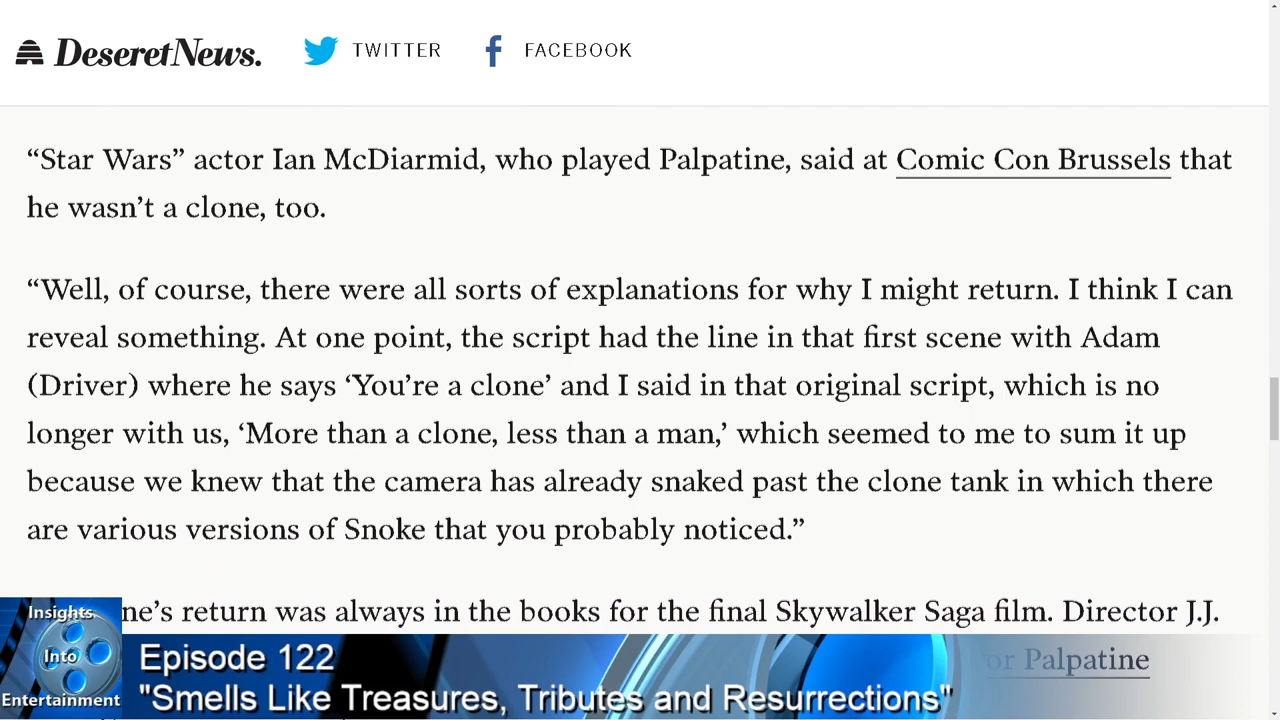 DeseretNews.
TWITTER
FACEBOOK
“Star Wars” actor Ian McDiarmid, who played Palpatine, said at Comic Con Brussels that
he wasn’t a clone, too.
“Well, of course, there were all sorts of explanations for why I might return. I think I can
reveal something. At one point, the script had the line in that first scene with Adam
(Driver) where he says ‘You’re a clone’ and I said in that original script, which is no
longer with us, ‘More than a clone, less than a man,’ which seemed to me to sum it up
because we knew that the camera has already snaked past the clone tank in which there
are various versions of Snoke that you probably noticed.”
ne’s return was always in the books for the final Skywalker Saga film. Director J.J.
or Palpatine
Insights
Into
Entertainment
Episode 122
"Smells Like Treasures, Tributes and Resurrections"